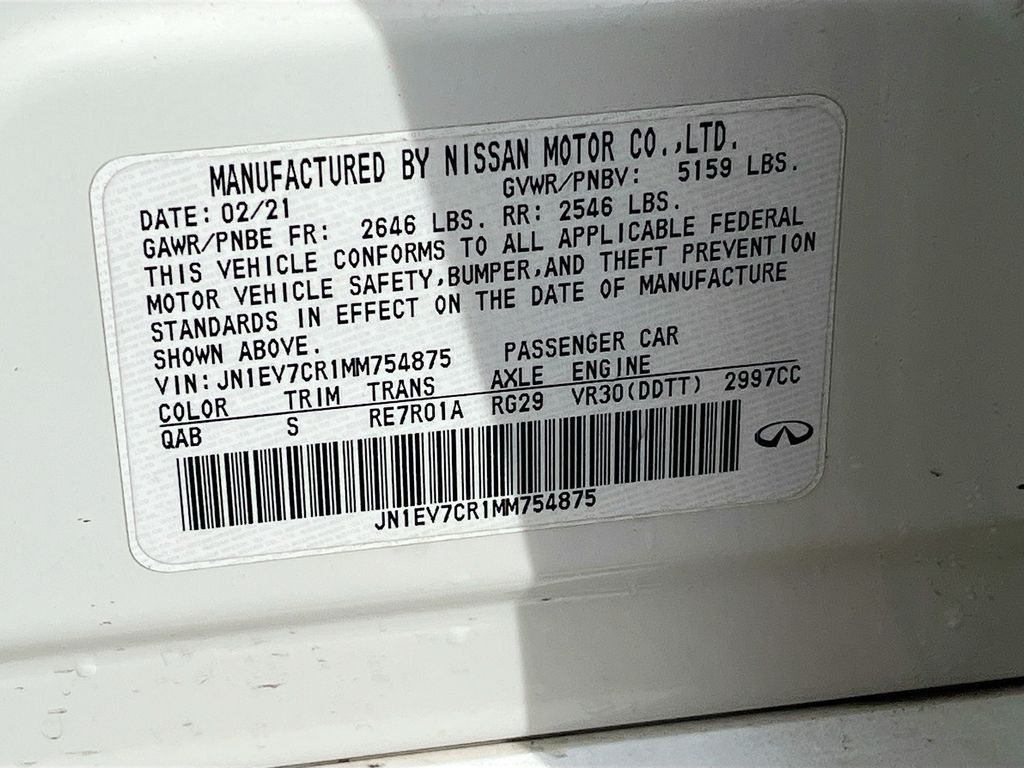 MANUFACTURED BY NISSAN MOTOR CO.,LTD.
DATE: 02/21 GVWR/PNBV: 5159 LBS.
GAWR/PNBE FR: 2646 LBS. RR: 2546 LBS.
THIS VEHICLE CONFORMS TO ALL APPLICABLE FEDERAL
MOTOR VEHICLE SAFETY,BUMPER,AND THEFT PREVENTION
STANDARDS IN EFFECT ON THE DATE OF MANUFACTURE
SHOWN ABOVE.
VIN: JN1EV7CR1MM754875 PASSENGER CAR
COLOR TRIM TRANS AXLE ENGINE
QAB S RE7R01A RG29 VR30(DDTT) 2997CC
JN1EV7CR1MM754875